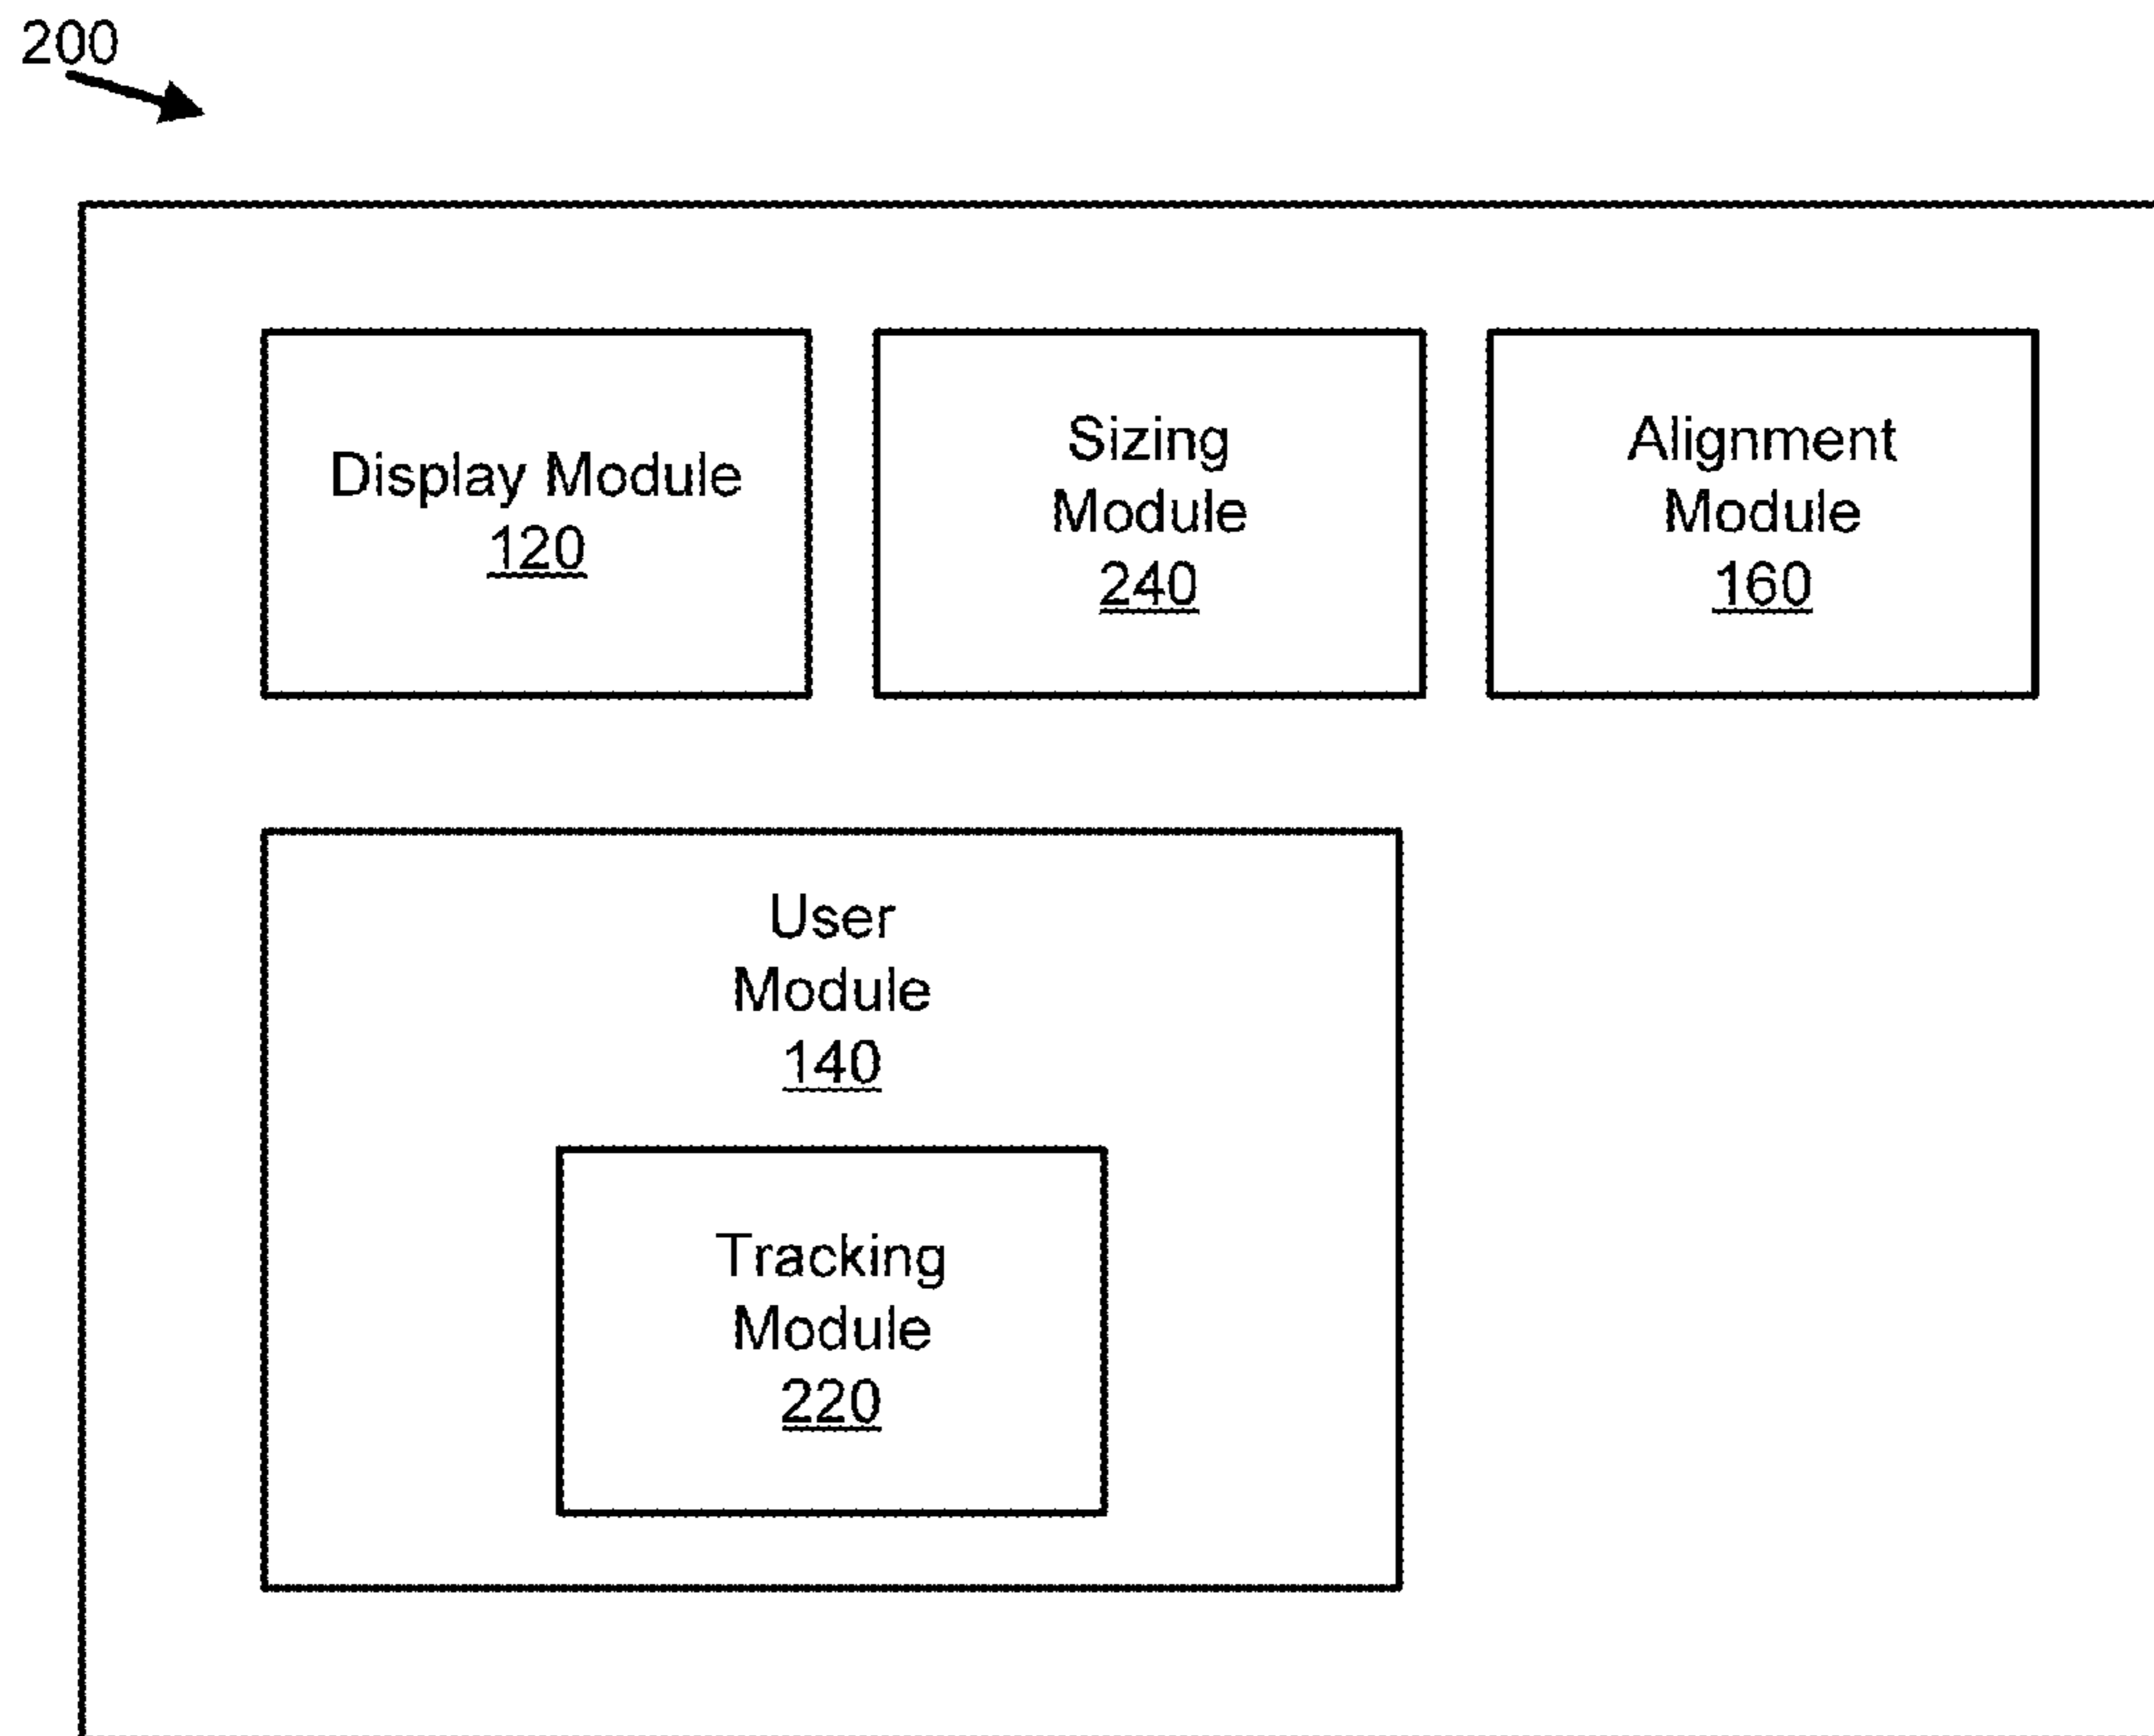 200
Display Module
120
Sizing
Module
240
Alignment
Module
160
User
Module
140
Tracking
Module
220